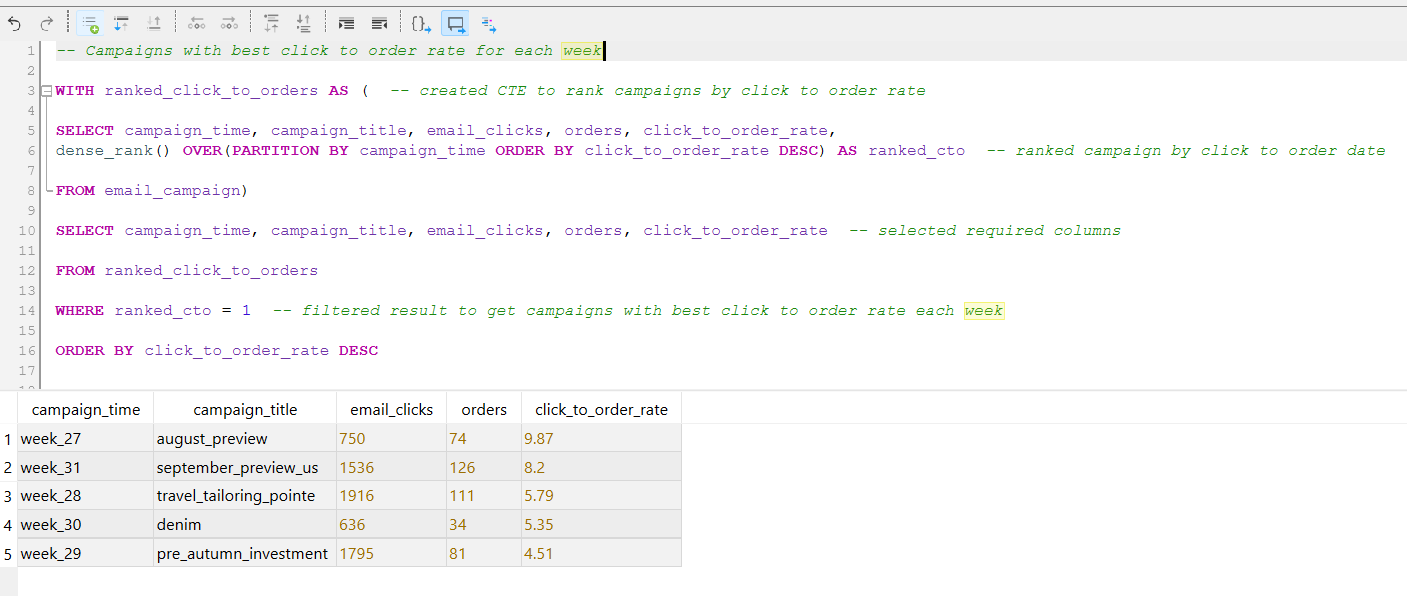 1 -- Campaigns with best click to order rate for each week
2
3 WITH ranked_click_to_orders AS (  -- created CTE to rank campaigns by click to order rate
4
5 SELECT campaign_time, campaign_title, email_clicks, orders, click_to_order_rate,
6 dense_rank() OVER(PARTITION BY campaign_time ORDER BY click_to_order_rate DESC) AS ranked_cto  -- ranked campaign by click to order date
7
8 FROM email_campaign)
9
10 SELECT campaign_time, campaign_title, email_clicks, orders, click_to_order_rate  -- selected required columns
11
12 FROM ranked_click_to_orders
13
14 WHERE ranked_cto = 1  -- filtered result to get campaigns with best click to order rate each week
15
16 ORDER BY click_to_order_rate DESC
17
campaign_time campaign_title email_clicks orders click_to_order_rate
1 week_27 august_preview 750 74 9.87
2 week_31 september_preview_us 1536 126 8.2
3 week_28 travel_tailoring_pointe 1916 111 5.79
4 week_30 denim 636 34 5.35
5 week_29 pre_autumn_investment 1795 81 4.51